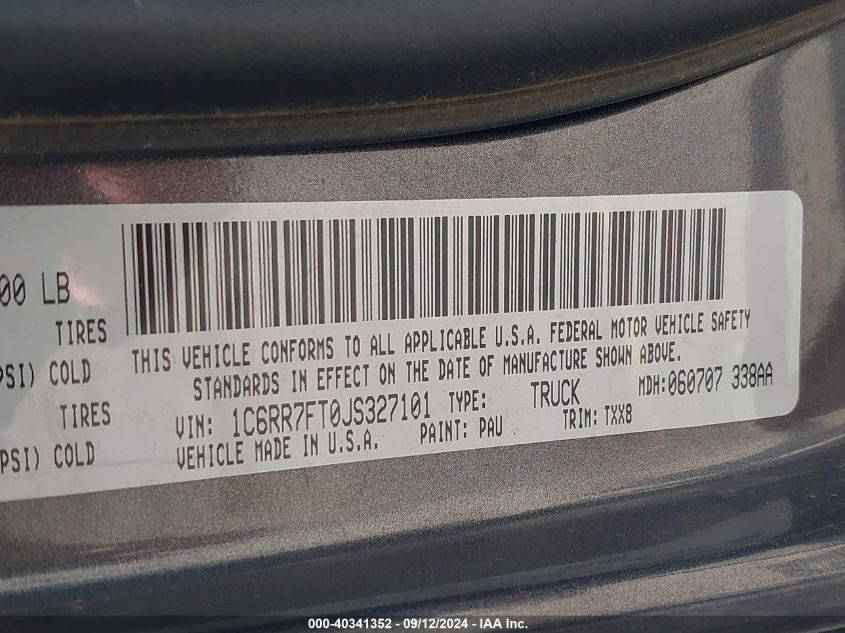 00 LB
TIRES
PSI) COLD
TIRES
PSI) COLD
THIS VEHICLE CONFORMS TO ALL APPLICABLE U.S.A. FEDERAL MOTOR VEHICLE SAFETY
STANDARDS IN EFFECT ON THE DATE OF MANUFACTURE SHOWN ABOVE.
VIN: 1C6RR7FT0JS327101 TYPE: TRUCK MDH:060707 338AA
VEHICLE MADE IN U.S.A. PAINT: PAU TRIM: TXX8
000-40341352 - 09/12/2024 - IAA Inc.